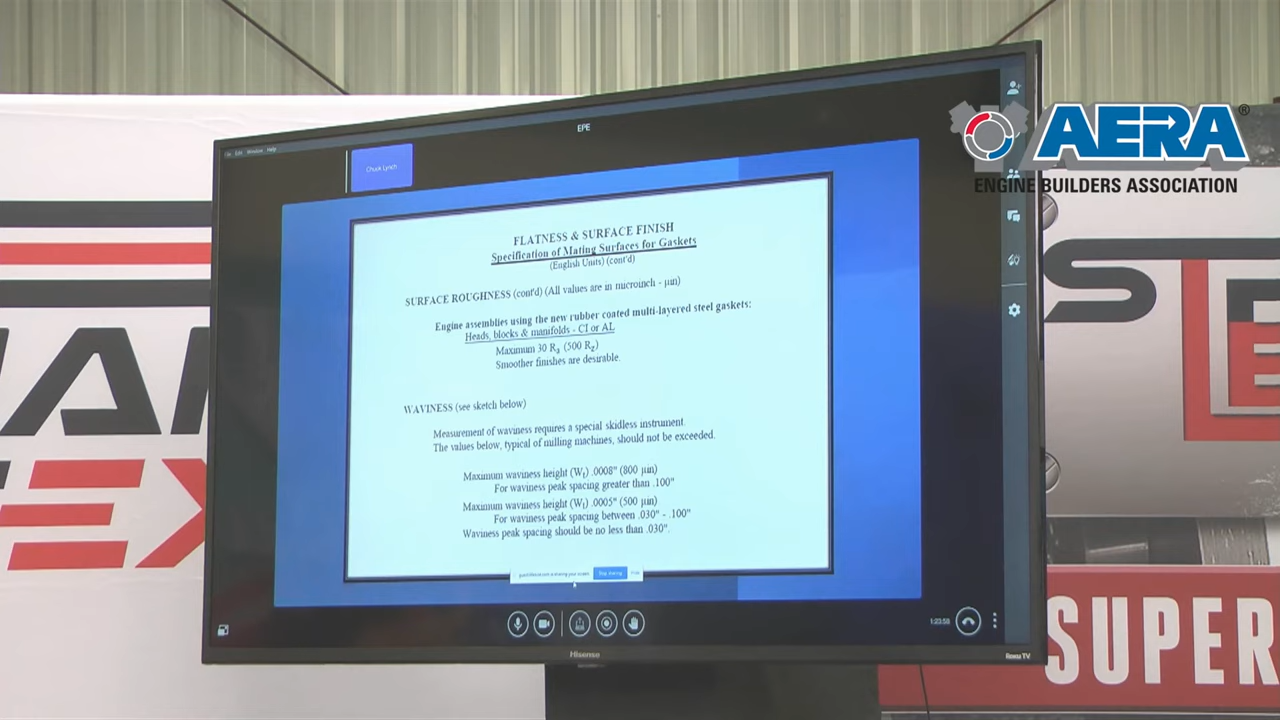 AERA®
ENGINE BUILDERS ASSOCIATION
EPE
Edit Window Help
Chuck Lynch
FLATNESS & SURFACE FINISH
Specification of Mating Surfaces for Gaskets
(English Units) (cont'd)
SURFACE ROUGHNESS (cont'd) (All values are in microinch - µin)
Engine assemblies using the new rubber coated multi-layered steel gaskets:
Heads, blocks & manifolds - CI or AL
Maximum 30 Ra (500 Rz)
Smoother finishes are desirable.
WAVINESS (see sketch below)
Measurement of waviness requires a special skidless instrument.
The values below, typical of milling machines, should not be exceeded.
Maximum waviness height (Wt) .0008" (800 µin)
For waviness peak spacing greater than .100"
Maximum waviness height (Wt) .0005" (500 µin)
For waviness peak spacing between .030" - .100"
Waviness peak spacing should be no less than .030".
Stop sharing
1:23:58
Hisense
Roku TV
SUPER